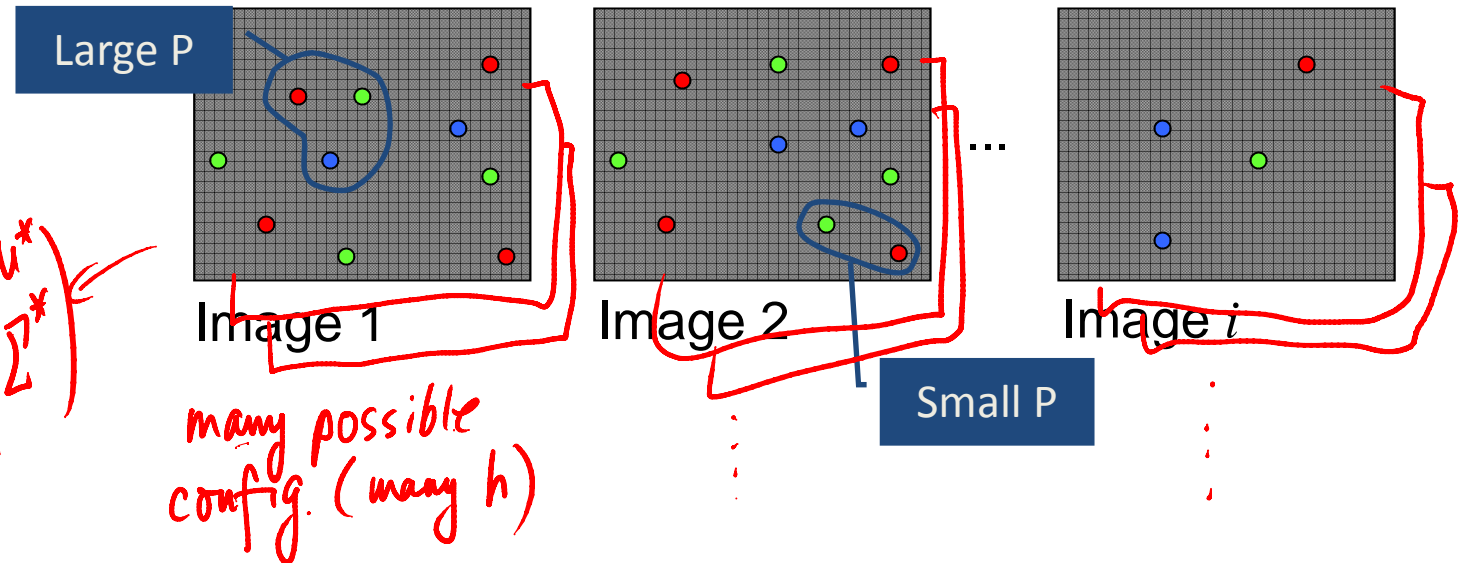 Large P
...
Image 1
Image 2
Image i
Small P
u*
Σ*
many possible
config. (many h)